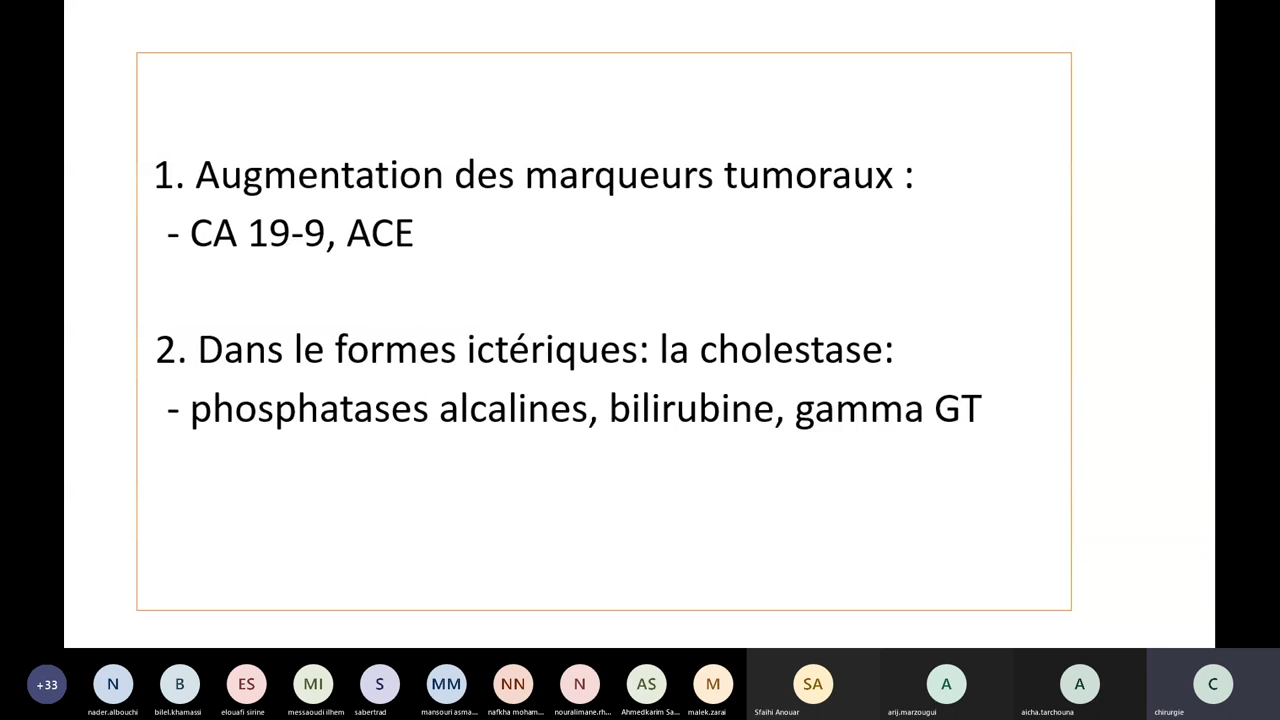 1. Augmentation des marqueurs tumoraux :
- CA 19-9, ACE
2. Dans le formes ictériques: la cholestase:
- phosphatases alcalines, bilirubine, gamma GT
+33 N B ES MI S MM NN N AS M SA A A C
nader.albouchi bilel.khamassi elouafi sirine messaoudi ilhem sabertrad mansouri asma... nafkha moham... nouralimane.rh... Ahmedkarim Sa... malek.zarai Sfaihi Anouar arij.marzougui aicha.tarchouna chirurgie